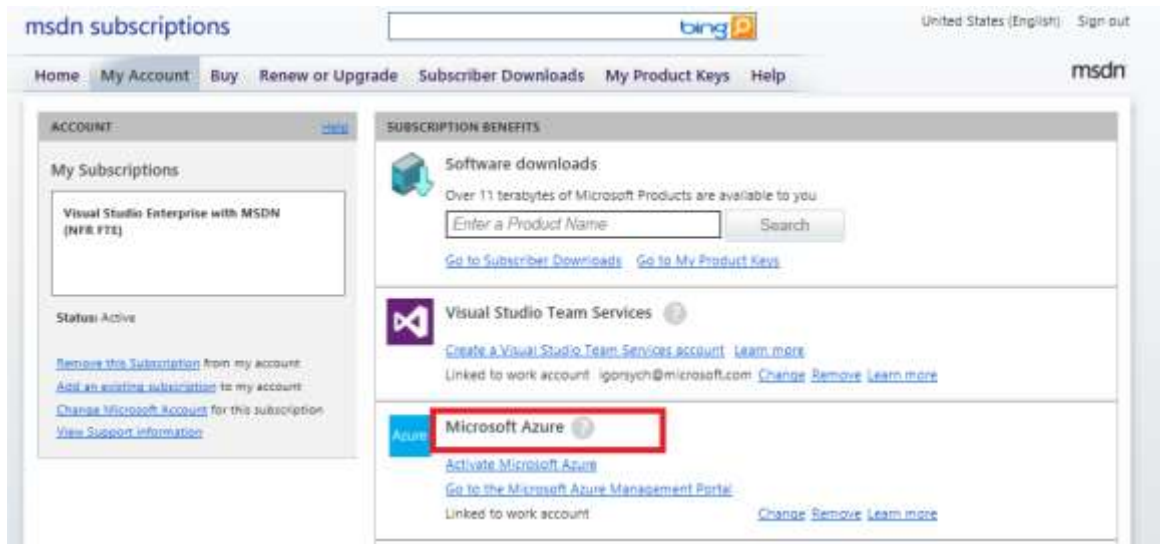 msdn subscriptions
bing
United States (English) Sign out
Home My Account Buy Renew or Upgrade Subscriber Downloads My Product Keys Help
msdn
ACCOUNT Help
My Subscriptions
Visual Studio Enterprise with MSDN
(NFR FTE)
Status: Active
Remove this Subscription from my account
Add an existing subscription to my account
Change Microsoft Account for this subscription
View Support information
SUBSCRIPTION BENEFITS
Software downloads
Over 11 terabytes of Microsoft Products are available to you
Enter a Product Name Search
Go to Subscriber Downloads Go to My Product Keys
Visual Studio Team Services ?
Create a Visual Studio Team Services account Learn more
Linked to work account igorsych@microsoft.com Change Remove Learn more
Azure
Microsoft Azure ?
Activate Microsoft Azure
Go to the Microsoft Azure Management Portal
Linked to work account Change Remove Learn more